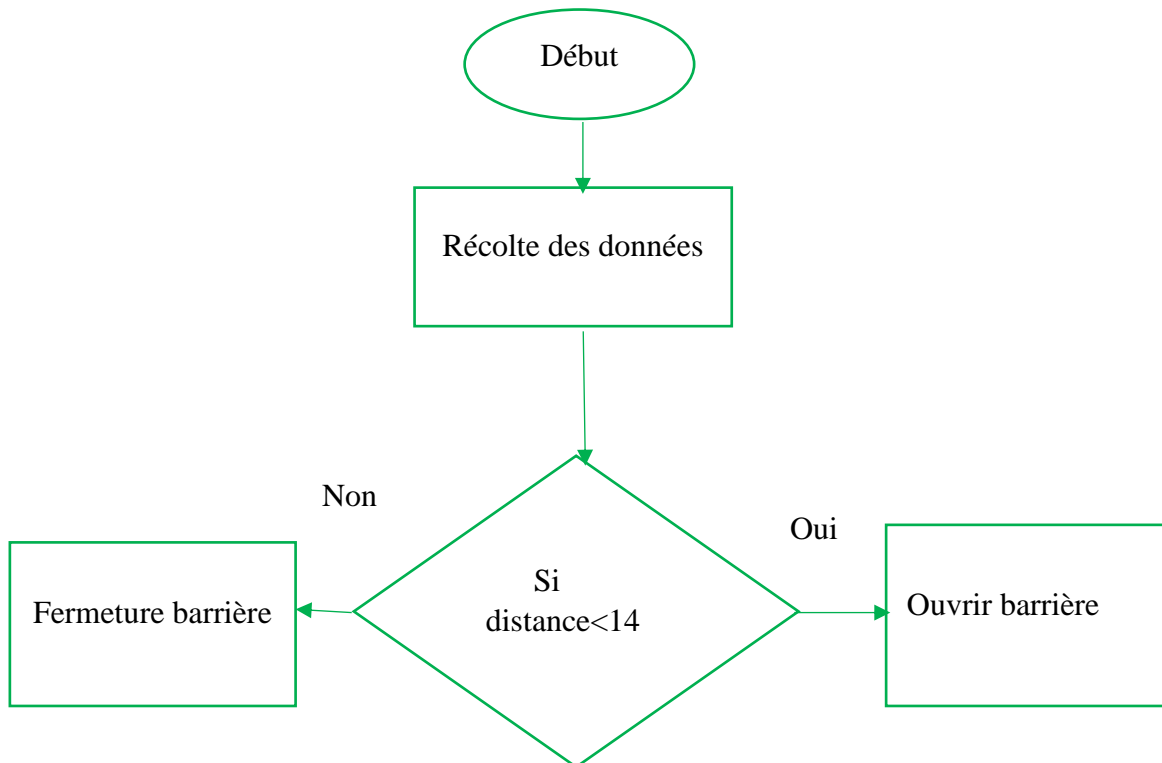 Début
Récolte des données
Non
Oui
Si
distance<14
Fermeture barrière
Ouvrir barrière